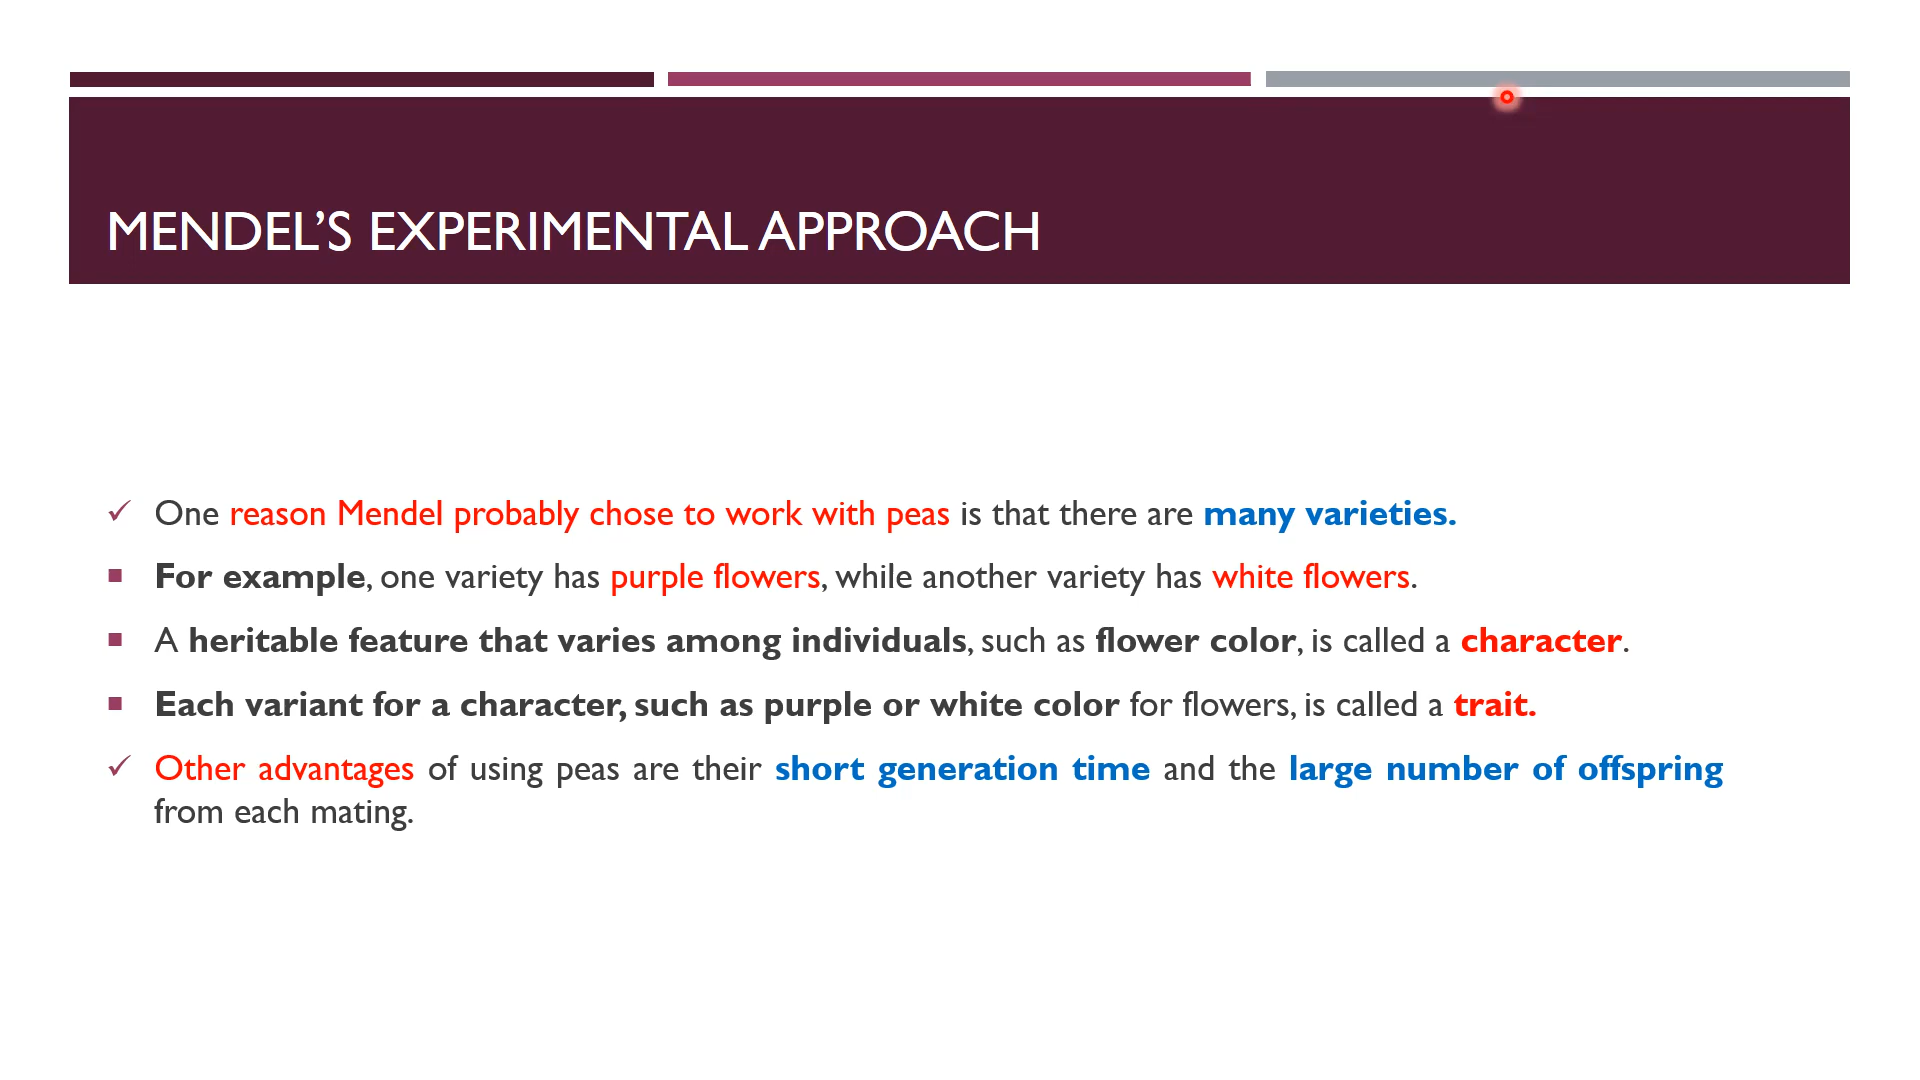 MENDEL’S EXPERIMENTAL APPROACH
One reason Mendel probably chose to work with peas is that there are many varieties.
For example, one variety has purple flowers, while another variety has white flowers.
A heritable feature that varies among individuals, such as flower color, is called a character.
Each variant for a character, such as purple or white color for flowers, is called a trait.
Other advantages of using peas are their short generation time and the large number of offspring
from each mating.